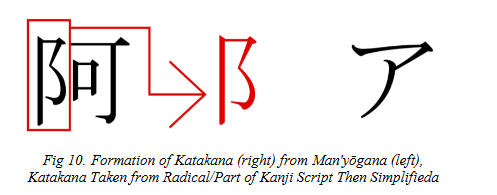 阿 阝 ア
Fig 10. Formation of Katakana (right) from Man'yōgana (left),
Katakana Taken from Radical/Part of Kanji Script Then Simplifieda